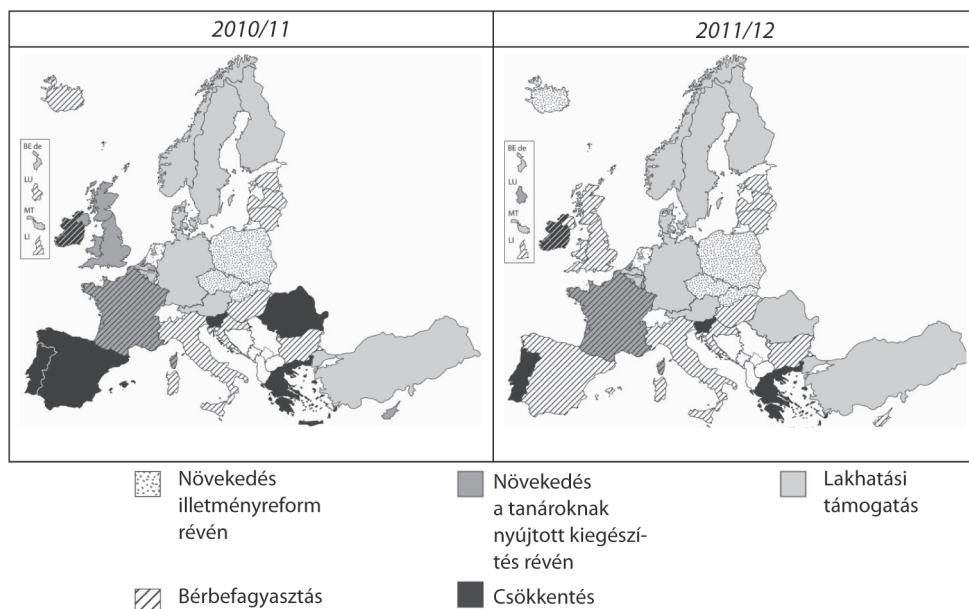 2010/11
2011/12
BE de
LU
MT
LI
BE de
LU
MT
LI
Növekedés
illetményreform
révén
Növekedés
a tanároknak
nyújtott kiegészí-
tés révén
Lakhatási
támogatás
Bérbefagyasztás
Csökkentés